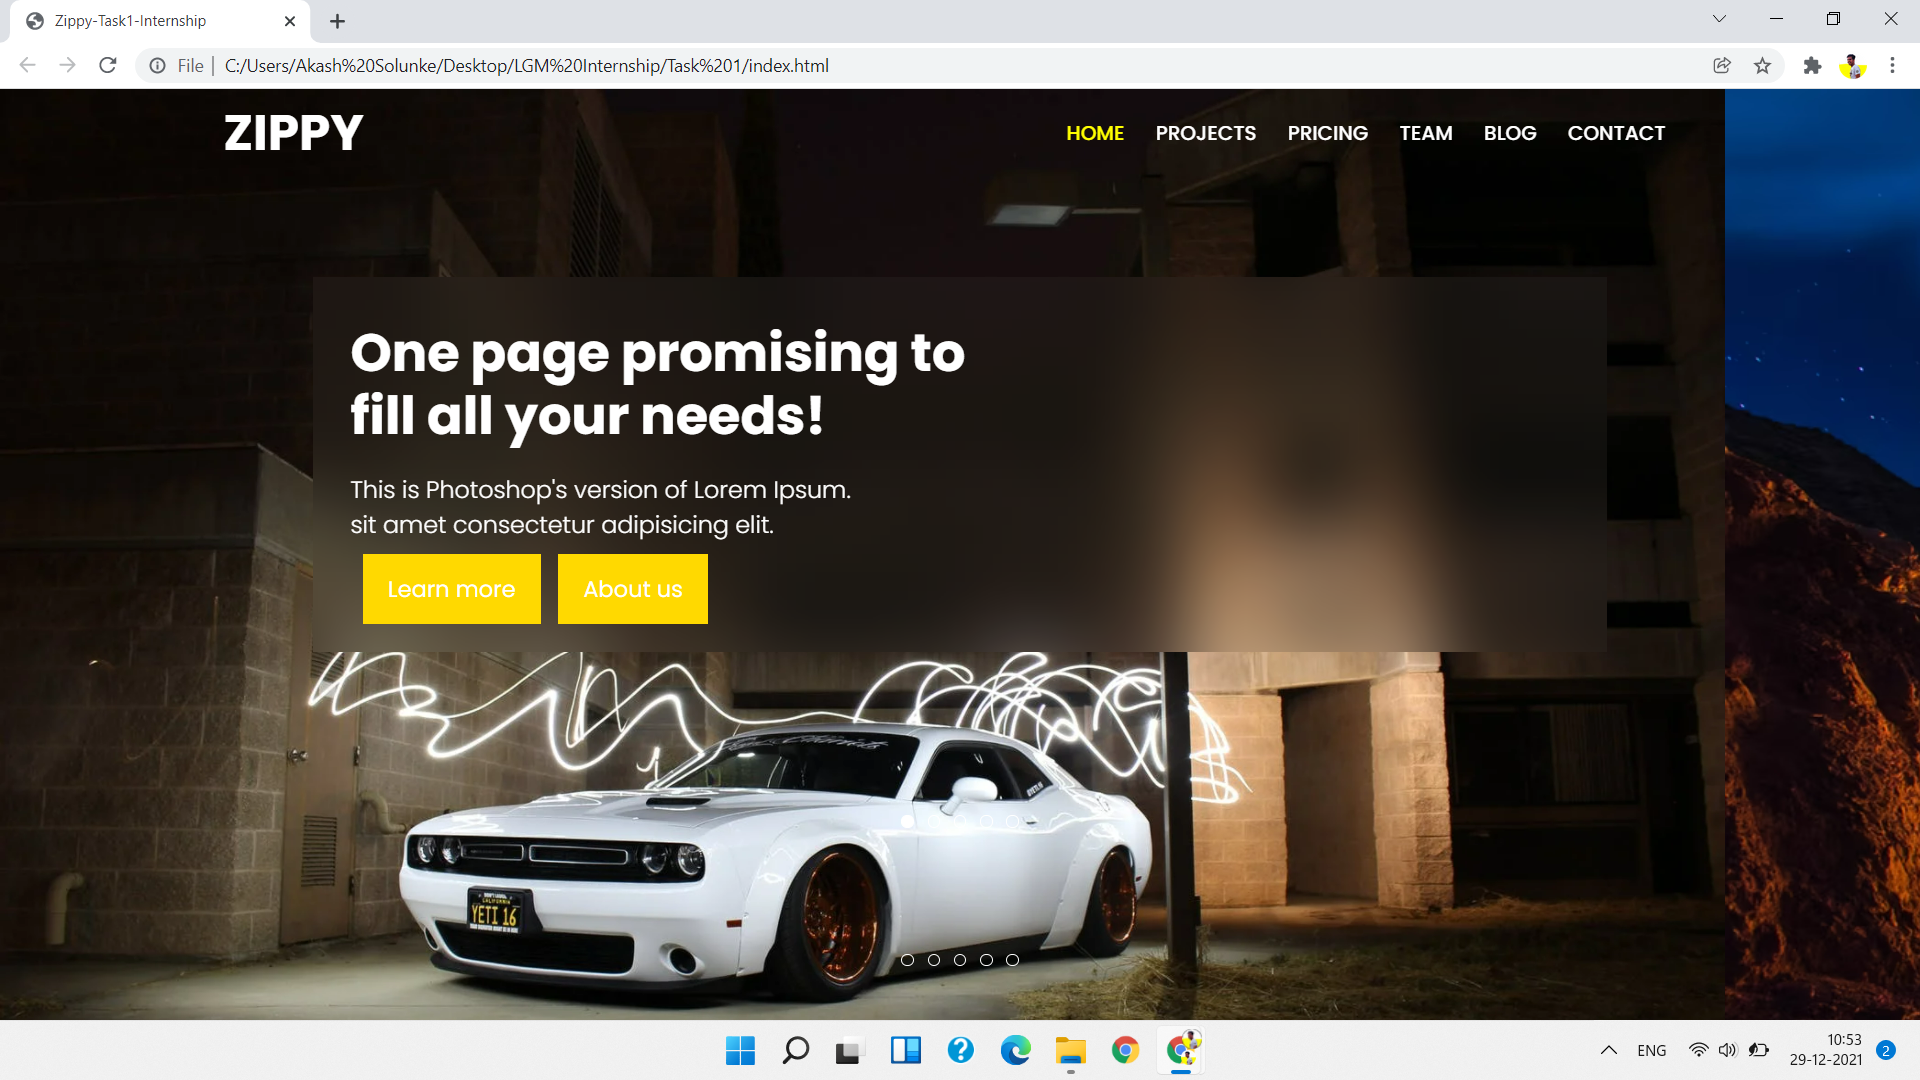 Zippy-Task1-Internship
File
C:/Users/Akash%20Solunke/Desktop/LGM%20Internship/Task%201/index.html
ZIPPY
HOME PROJECTS PRICING TEAM BLOG CONTACT
One page promising to
fill all your needs!
This is Photoshop's version of Lorem Ipsum.
sit amet consectetur adipisicing elit.
Learn more
About us
CALIFORNIA
YETI 16
ENG
10:53
29-12-2021
2